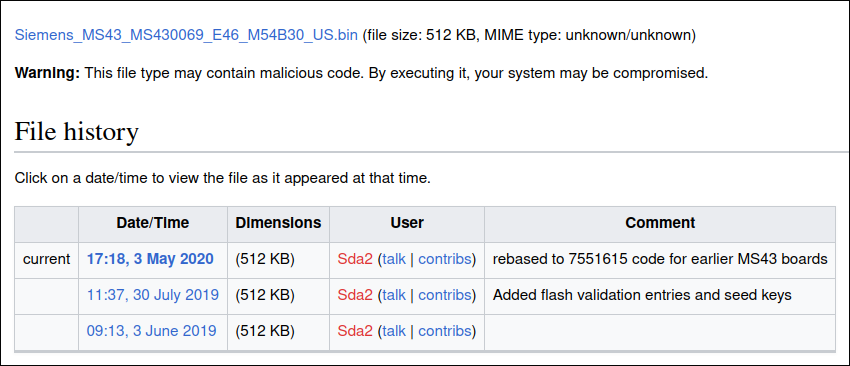 Siemens_MS43_MS430069_E46_M54B30_US.bin (file size: 512 KB, MIME type: unknown/unknown)
Warning: This file type may contain malicious code. By executing it, your system may be compromised.
File history
Click on a date/time to view the file as it appeared at that time.
Date/Time Dimensions User Comment
current 17:18, 3 May 2020 (512 KB) Sda2 (talk | contribs) rebased to 7551615 code for earlier MS43 boards
11:37, 30 July 2019 (512 KB) Sda2 (talk | contribs) Added flash validation entries and seed keys
09:13, 3 June 2019 (512 KB) Sda2 (talk | contribs)